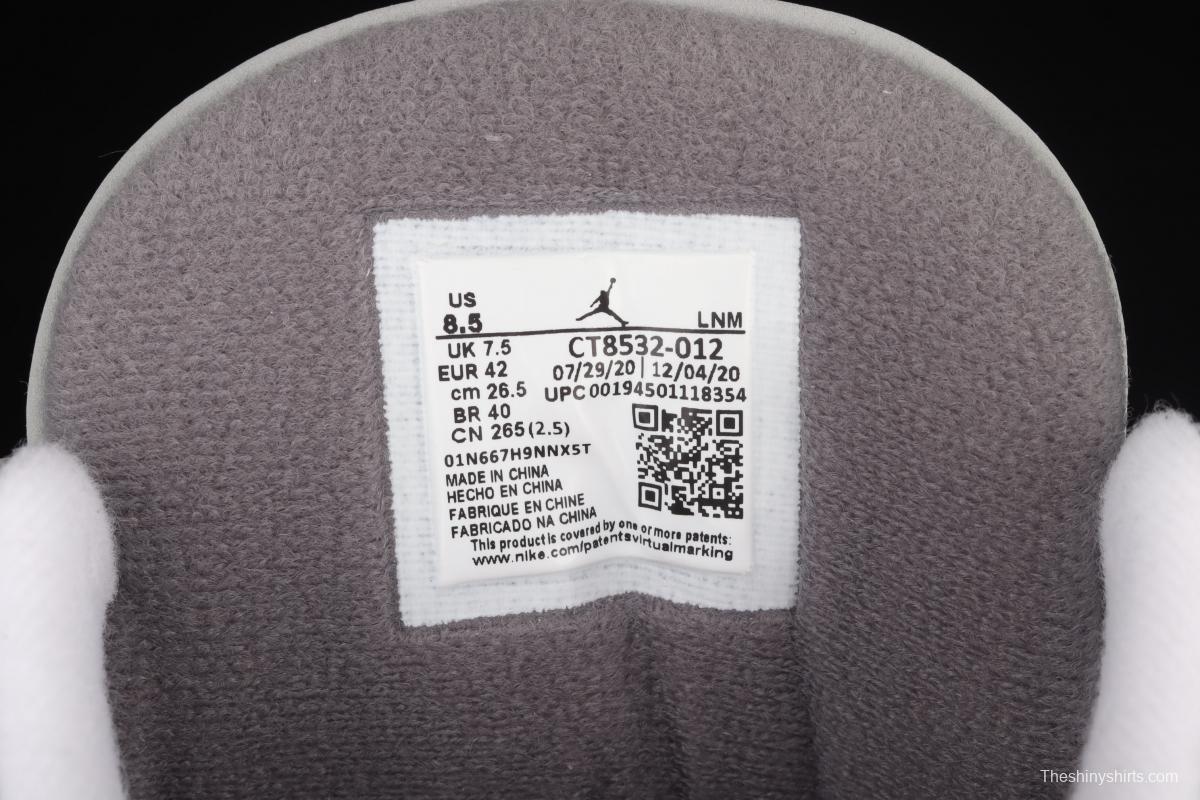 US
8.5
LNM
UK 7.5
CT8532-012
EUR 42
07/29/20 | 12/04/20
cm 26.5
UPC 00194501118354
BR 40
CN 265 (2.5)
01N667H9NNX5T
MADE IN CHINA
HECHO EN CHINA
FABRIQUE EN CHINE
FABRICADO NA CHINA
This product is covered by one or more patents:
www.nike.com/patentsvirtualmarking
Theshinyshirts.com